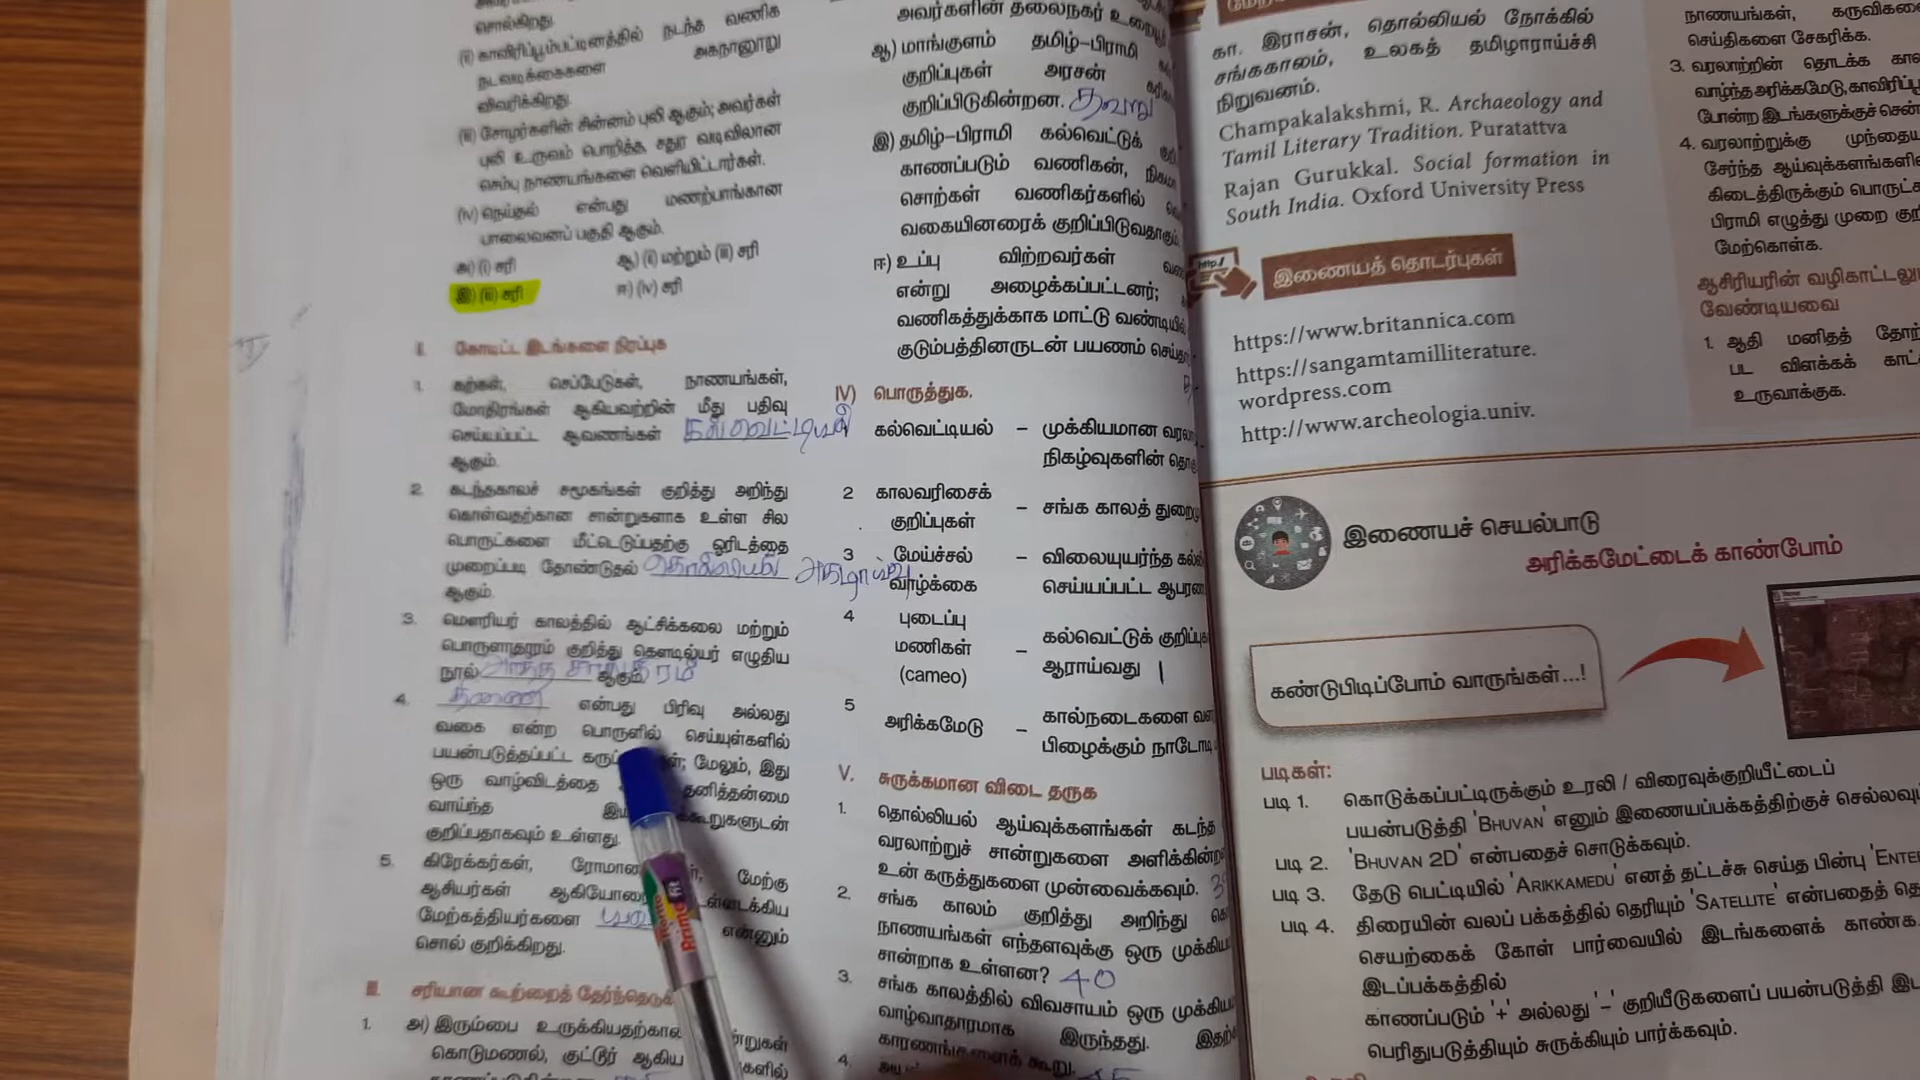 சொல்கிறது.
(ii) காவிரிப்பூம்பட்டினத்தில் நடந்த வணிக
நடவடிக்கைகளை அகநானூறு
விவரிக்கிறது.
(iii) சோழர்களின் சின்னம் புலி ஆகும்; அவர்கள்
புலி உருவம் பொறித்த, சதுர வடிவிலான
செம்பு நாணயங்களை வெளியிட்டார்கள்.
(iv) நெய்தல் என்பது மணற்பாங்கான
பாலைவனப் பகுதி ஆகும்.
அ) (i) சரி ஆ) (ii) மற்றும் (iii) சரி
இ) (iii) சரி ஈ) (iv) சரி
II. கோடிட்ட இடங்களை நிரப்புக
1. கற்கள், செப்பேடுகள், நாணயங்கள்,
மோதிரங்கள் ஆகியவற்றின் மீது பதிவு
செய்யப்பட்ட ஆவணங்கள் கல்வெட்டியல்
ஆகும்.
2. கடந்தகாலச் சமூகங்கள் குறித்து அறிந்து
கொள்வதற்கான சான்றுகளாக உள்ள சில
பொருட்களை மீட்டெடுப்பதற்கு ஓரிடத்தை
முறைப்படி தோண்டுதல் தொல்லியல் அகழாய்வு
ஆகும்.
3. மௌரியர் காலத்தில் ஆட்சிக்கலை மற்றும்
பொருளாதாரம் குறித்து கௌடில்யர் எழுதிய
நூல் அர்த்த சாஸ்திரம் ஆகும்
4. திணை என்பது பிரிவு அல்லது
வகை என்ற பொருளில் செய்யுள்களில்
பயன்படுத்தப்பட்ட மேலும், இது
ஒரு வாழ்விடத்தை தனித்தன்மை
வாய்ந்த
குறிப்பதாகவும் உள்ளது.
5. கிரேக்கர்கள், மேற்கு
ஆசியர்கள்
மேற்கத்தியர்களை என்னும்
சொல் குறிக்கிறது.
III. சரியான கூற்றைத்
1. அ) இரும்பை
கொடுமணல், குட்டூர் ஆகிய
அவர்களின் தலைநகர்
ஆ) மாங்குளம் தமிழ்–பிராமி
குறிப்புகள் அரசன்
குறிப்பிடுகின்றன. தவறு
இ) தமிழ்–பிராமி கல்வெட்டுக்
காணப்படும் வணிகன்,
சொற்கள் வணிகர்களில்
வகையினரைக் குறிப்பிடுவதாகும்.
ஈ) உப்பு விற்றவர்கள்
என்று அழைக்கப்பட்டனர்;
வணிகத்துக்காக மாட்டு வண்டியில்
குடும்பத்தினருடன் பயணம்
IV) பொருத்துக.
கல்வெட்டியல் – முக்கியமான
நிகழ்வுகளின்
2 காலவரிசைக் குறிப்புகள் – சங்க காலத்
3 மேய்ச்சல் வாழ்க்கை – விலையுயர்ந்த
செய்யப்பட்ட
4 புடைப்பு மணிகள் (cameo) – கல்வெட்டுக்
ஆராய்வது 1
5 அரிக்கமேடு – கால்நடைகளை
பிழைக்கும்
V. சுருக்கமான விடை தருக
1. தொல்லியல் ஆய்வுக்களங்கள் கடந்த
வரலாற்றுச் சான்றுகளை
உன் கருத்துகளை முன்வைக்கவும்.
2. சங்க காலம் குறித்து அறிந்து
நாணயங்கள் எந்தளவுக்கு ஒரு
சான்றாக உள்ளன? 40
3. சங்க காலத்தில் விவசாயம் ஒரு
வாழ்வாதாரமாக இருந்தது.
காரணங்களைக் கூறு.
4.
கா. இராசன், தொல்லியல் நோக்கில்
சங்ககாலம், உலகத் தமிழாராய்ச்சி
நிறுவனம்.
Champakalakshmi, R. Archaeology and
Tamil Literary Tradition. Puratattva
Rajan Gurukkal. Social formation in
South India. Oxford University Press
http:/
இணையத் தொடர்புகள்
https://www.britannica.com
https://sangamtamilliterature.
wordpress.com
http://www.archeologia.univ.
நாணயங்கள்,
செய்திகளை சேகரிக்க.
3. வரலாற்றின் தொடக்க
வாழ்ந்த அரிக்கமேடு,
போன்ற இடங்களுக்குச்
4. வரலாற்றுக்கு
சேர்ந்த ஆய்வுக்களங்களில்
கிடைத்திருக்கும்
பிராமி எழுத்து முறை
மேற்கொள்க.
ஆசிரியரின்
வேண்டியவை
1. ஆதி மனிதத்
பட விளக்கக்
உருவாக்குக.
இணையச் செயல்பாடு
அரிக்கமேட்டைக் காண்போம்
கண்டுபிடிப்போம் வாருங்கள்...!
படிகள்:
படி 1. கொடுக்கப்பட்டிருக்கும் உரலி / விரைவுக்குறியீட்டைப்
பயன்படுத்தி 'BHUVAN' எனும் இணையப்பக்கத்திற்குச் செல்லவும்
படி 2. 'BHUVAN 2D' என்பதைச் சொடுக்கவும்.
படி 3. தேடு பெட்டியில் 'ARIKKAMEDU' எனத் தட்டச்சு செய்த பின்பு 'ENTER
படி 4. திரையின் வலப் பக்கத்தில் தெரியும் 'SATELLITE' என்பதைத்
செயற்கைக் கோள் பார்வையில் இடங்களைக் காண்க.
இடப்பக்கத்தில்
காணப்படும் '+' அல்லது '–' குறியீடுகளைப் பயன்படுத்தி
பெரிதுபடுத்தியும் சுருக்கியும் பார்க்கவும்.